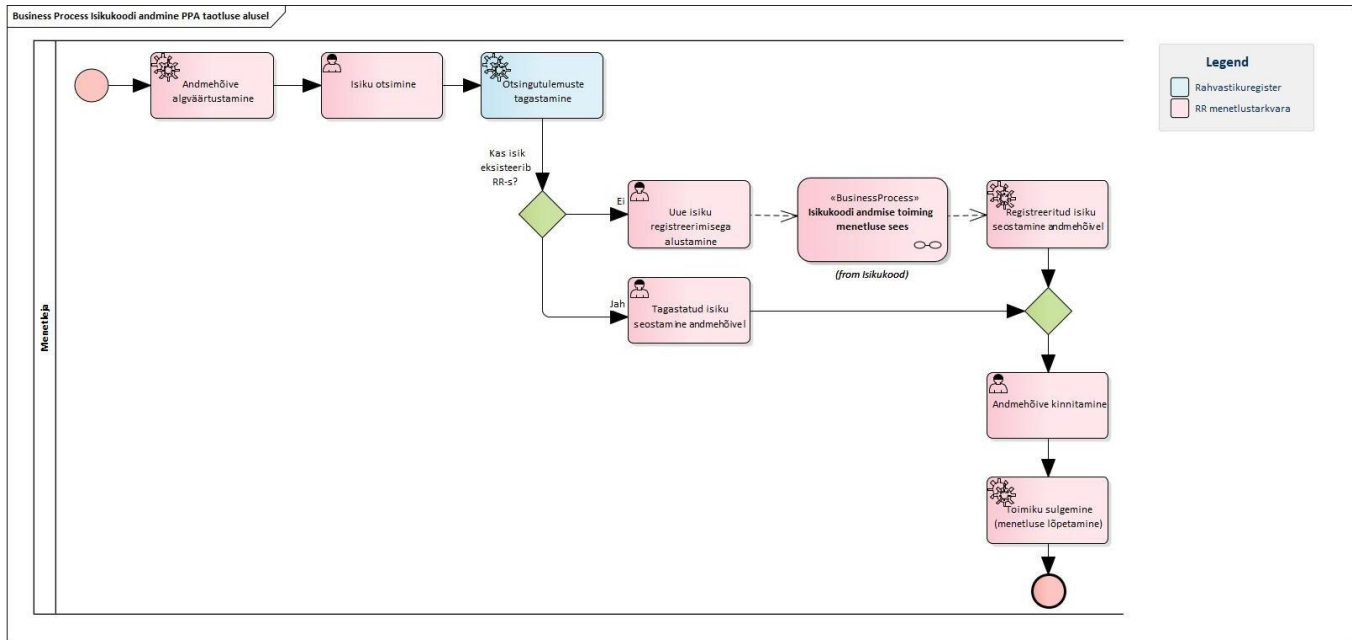 Business Process Isikukoodi andmine PPA taotluse alusel
Menetleja
Andmehõive
algväärtustamine
Isiku otsimine
Otsingutulemuste
tagastamine
Legend
Rahvastikuregister
RR menetlustarkvara
Kas isik
eksisteerib
RR-s?
Ei
Uue isiku
registreerimisega
alustamine
«BusinessProcess»
Isikukoodi andmise toiming
menetluse sees
(from Isikukood)
Registreeritud isiku
seostamine andmehõivel
Jah
Tagastatud isiku
seostamine andmehõivel
Andmehõive kinnitamine
Toimiku sulgemine
(menetluse lõpetamine)